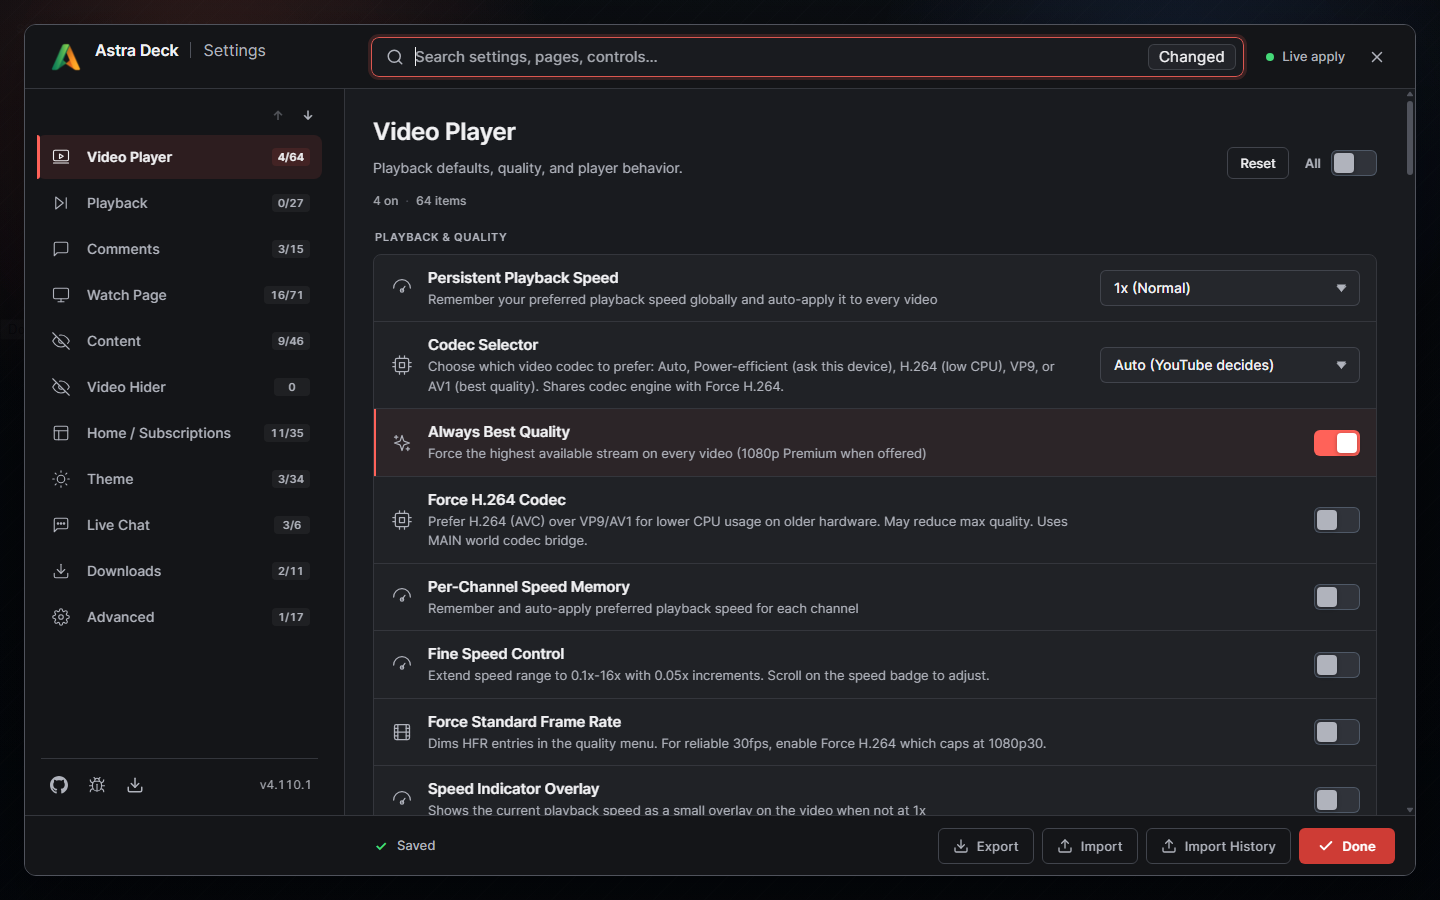 Astra Deck | Settings
Search settings, pages, controls...
Changed
Live apply
Video Player 4/64
Playback 0/27
Comments 3/15
Watch Page 16/71
Content 9/46
Video Hider 0
Home / Subscriptions 11/35
Theme 3/34
Live Chat 3/6
Downloads 2/11
Advanced 1/17
v4.110.1
Video Player
Playback defaults, quality, and player behavior.
4 on · 64 items
Reset
All
PLAYBACK & QUALITY
Persistent Playback Speed
Remember your preferred playback speed globally and auto-apply it to every video
1x (Normal)
Codec Selector
Choose which video codec to prefer: Auto, Power-efficient (ask this device), H.264 (low CPU), VP9, or
AV1 (best quality). Shares codec engine with Force H.264.
Auto (YouTube decides)
Always Best Quality
Force the highest available stream on every video (1080p Premium when offered)
Force H.264 Codec
Prefer H.264 (AVC) over VP9/AV1 for lower CPU usage on older hardware. May reduce max quality. Uses
MAIN world codec bridge.
Per-Channel Speed Memory
Remember and auto-apply preferred playback speed for each channel
Fine Speed Control
Extend speed range to 0.1x-16x with 0.05x increments. Scroll on the speed badge to adjust.
Force Standard Frame Rate
Dims HFR entries in the quality menu. For reliable 30fps, enable Force H.264 which caps at 1080p30.
Speed Indicator Overlay
Shows the current playback speed as a small overlay on the video when not at 1x
Saved
Export
Import
Import History
Done